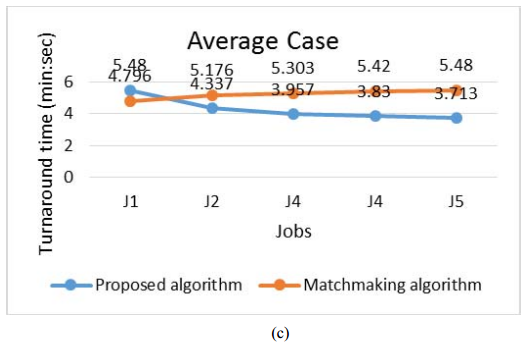 Average Case
Turnaround time (min:sec)
5.48 5.176 5.303 5.42 5.48
4.796 4.337 3.957 3.83 3.713
6
4
2
0
J1 J2 J4 J4 J5
Jobs
Proposed algorithm Matchmaking algorithm
(c)